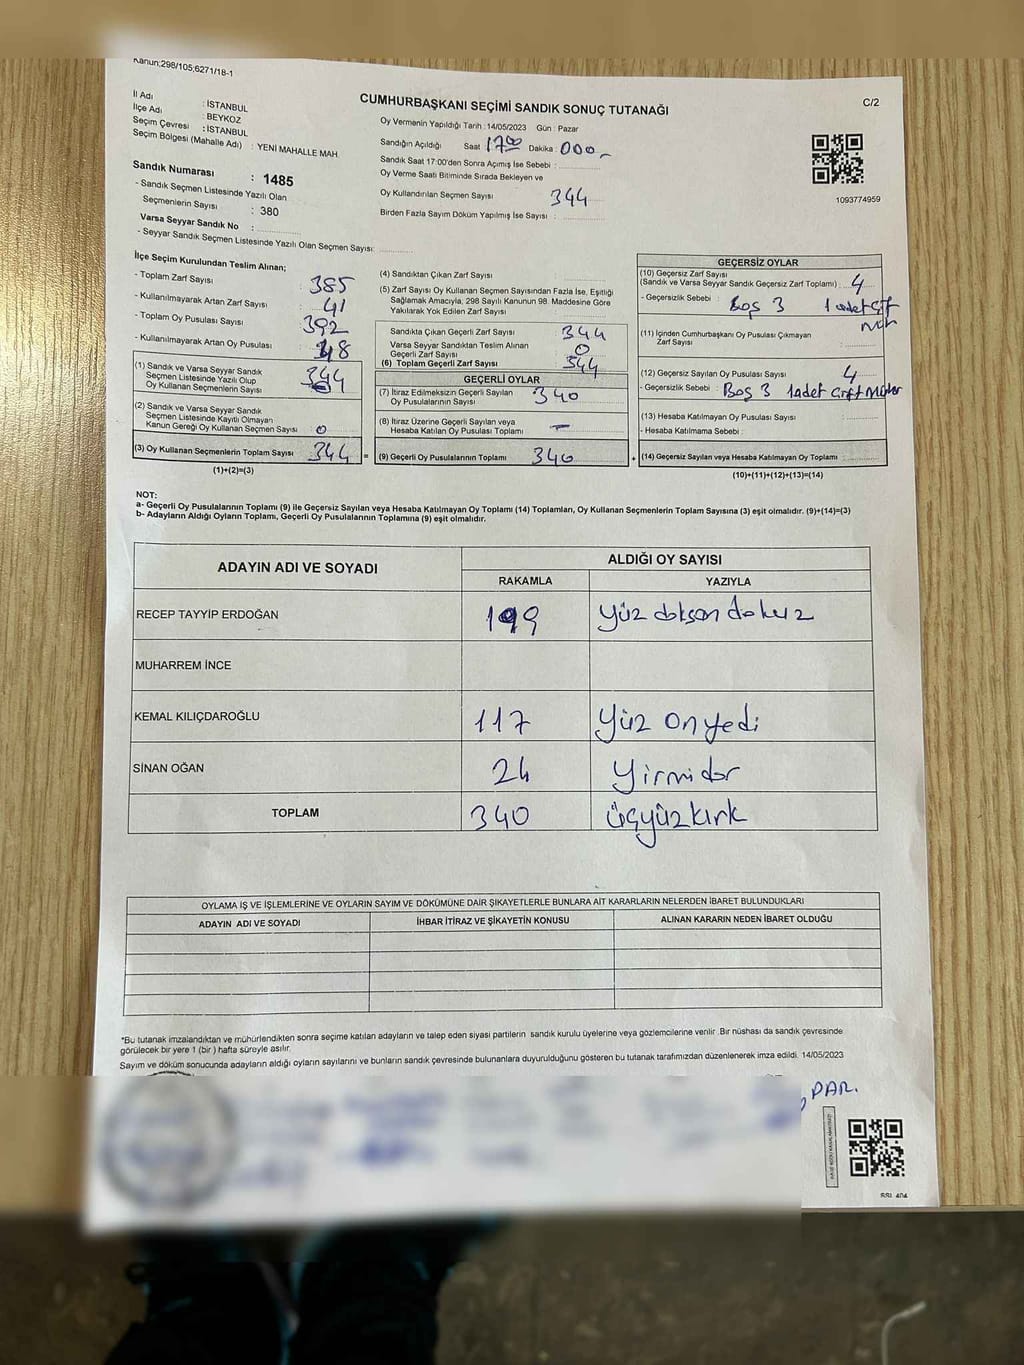 Kanun;298/105;6271/18-1
CUMHURBAŞKANI SEÇİMİ SANDIK SONUÇ TUTANAĞI
C/2
İl Adı : İSTANBUL
İlçe Adı : BEYKOZ
Seçim Çevresi : İSTANBUL
Seçim Bölgesi (Mahalle Adı) : YENİ MAHALLE MAH.
Sandık Numarası : 1485
- Sandık Seçmen Listesinde Yazılı Olan
Seçmenlerin Sayısı : 380
Varsa Seyyar Sandık No :
- Seyyar Sandık Seçmen Listesinde Yazılı Olan Seçmen Sayısı:
Oy Vermenin Yapıldığı Tarih : 14/05/2023 Gün : Pazar
Sandığın Açıldığı Saat 17:00 Dakika : 000
Sandık Saat 17:00'den Sonra Açımış İse Sebebi :
Oy Verme Saati Bitiminde Sırada Bekleyen ve
Oy Kullandırılan Seçmen Sayısı 344
Birden Fazla Sayım Döküm Yapılmış İse Sayısı :
1093774959
İlçe Seçim Kurulundan Teslim Alınan;
- Toplam Zarf Sayısı : 385
- Kullanılmayarak Artan Zarf Sayısı : 41
- Toplam Oy Pusulası Sayısı : 392
- Kullanılmayarak Artan Oy Pusulası : 48
(1) Sandık ve Varsa Seyyar Sandık
Seçmen Listesinde Yazılı Olup
Oy Kullanan Seçmenlerin Sayısı : 344
(2) Sandık ve Varsa Seyyar Sandık
Seçmen Listesinde Kayıtlı Olmayan
Kanun Gereği Oy Kullanan Seçmen Sayısı : 0
(3) Oy Kullanan Seçmenlerin Toplam Sayısı : 344 =
(1)+(2)=(3)
(4) Sandıktan Çıkan Zarf Sayısı :
(5) Zarf Sayısı Oy Kullanan Seçmen Sayısından Fazla İse, Eşitliği
Sağlamak Amacıyla; 298 Sayılı Kanunun 98. Maddesine Göre
Yakılarak Yok Edilen Zarf Sayısı :
Sandıkta Çıkan Geçerli Zarf Sayısı : 344
Varsa Seyyar Sandıktan Teslim Alınan
Geçerli Zarf Sayısı : 0
(6) Toplam Geçerli Zarf Sayısı : 344
GEÇERLİ OYLAR
(7) İtiraz Edilmeksizin Geçerli Sayılan
Oy Pusulalarının Sayısı : 340
(8) İtiraz Üzerine Geçerli Sayılan veya
Hesaba Katılan Oy Pusulası Toplamı : —
(9) Geçerli Oy Pusulalarının Toplamı : 340 +
GEÇERSİZ OYLAR
(10) Geçersiz Zarf Sayısı
(Sandık ve Varsa Seyyar Sandık Geçersiz Zarf Toplamı) : 4
- Geçersizlik Sebebi : Boş 3 1 adet çift
(11) İçinden Cumhurbaşkanı Oy Pusulası Çıkmayan
Zarf Sayısı :
(12) Geçersiz Sayılan Oy Pusulası Sayısı : 4
- Geçersizlik Sebebi : Boş 3 1adet çift Mühür
(13) Hesaba Katılmayan Oy Pusulası Sayısı :
- Hesaba Katılmama Sebebi :
(14) Geçersiz Sayılan veya Hesaba Katılmayan Oy Toplamı :
(10)+(11)+(12)+(13)=(14)
NOT:
a- Geçerli Oy Pusulalarının Toplamı (9) ile Geçersiz Sayılan veya Hesaba Katılmayan Oy Toplamı (14) Toplamları, Oy Kullanan Seçmenlerin Toplam Sayısına (3) eşit olmalıdır. (9)+(14)=(3)
b- Adayların Aldığı Oyların Toplamı, Geçerli Oy Pusulalarının Toplamına (9) eşit olmalıdır.
ADAYIN ADI VE SOYADI
ALDIĞI OY SAYISI
RAKAMLA YAZIYLA
RECEP TAYYİP ERDOĞAN 199 Yüz doksan dokuz
MUHARREM İNCE
KEMAL KILIÇDAROĞLU 117 Yüz Onyedi
SİNAN OĞAN 24 Yirmidör
TOPLAM 340 üçyüzkırk
OYLAMA İŞ VE İŞLEMLERİNE VE OYLARIN SAYIM VE DÖKÜMÜNE DAİR ŞİKAYETLERLE BUNLARA AİT KARARLARIN NELERDEN İBARET BULUNDUKLARI
ADAYIN ADI VE SOYADI İHBAR İTİRAZ VE ŞİKAYETİN KONUSU ALINAN KARARIN NEDEN İBARET OLDUĞU
*Bu tutanak imzalandıktan ve mühürlendikten sonra seçime katılan adayların ve talep eden siyasi partilerin sandık kurulu üyelerine veya gözlemcilerine verilir .Bir nüshası da sandık çevresinde
görülecek bir yere 1 (bir ) hafta süreyle asılır.
Sayım ve döküm sonucunda adayların aldığı oyların sayılarını ve bunların sandık çevresinde bulunanlara duyurulduğunu gösteren bu tutanak tarafımızdan düzenlenerek imza edildi. 14/05/2023
PAR.